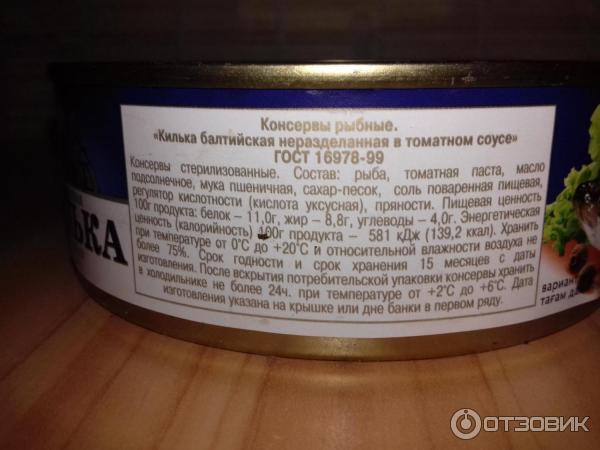 Консервы рыбные.
«Килька балтийская неразделанная в томатном соусе»
ГОСТ 16978-99
Консервы стерилизованные. Состав: рыба, томатная паста, масло
подсолнечное, мука пшеничная, сахар-песок, соль поваренная пищевая,
регулятор кислотности (кислота уксусная), пряности. Пищевая ценность
100г продукта: белок – 11,0г, жир – 8,8г, углеводы – 4,0г. Энергетическая
ценность (калорийность) 100г продукта – 581 кДж (139,2 ккал). Хранить
при температуре от 0°С до +20°С и относительной влажности воздуха не
более 75%. Срок годности и срок хранения 15 месяцев с даты
изготовления. После вскрытия потребительской упаковки консервы хранить
в холодильнике не более 24ч. при температуре от +2°С до +6°С. Дата
изготовления указана на крышке или дне банки в первом ряду.
ЬКА
вариан
тағам д
ОТЗОВИК